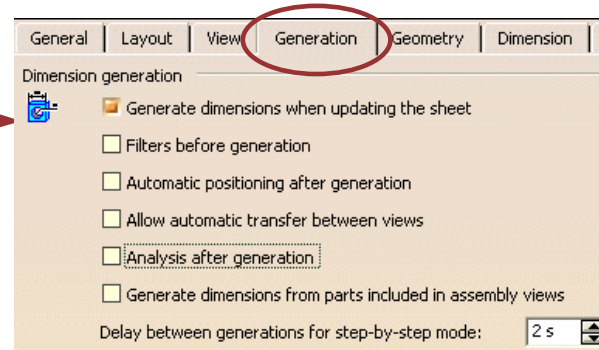 General Layout View Generation Geometry Dimension
Dimension generation
Generate dimensions when updating the sheet
Filters before generation
Automatic positioning after generation
Allow automatic transfer between views
Analysis after generation
Generate dimensions from parts included in assembly views
Delay between generations for step-by-step mode: 2 s